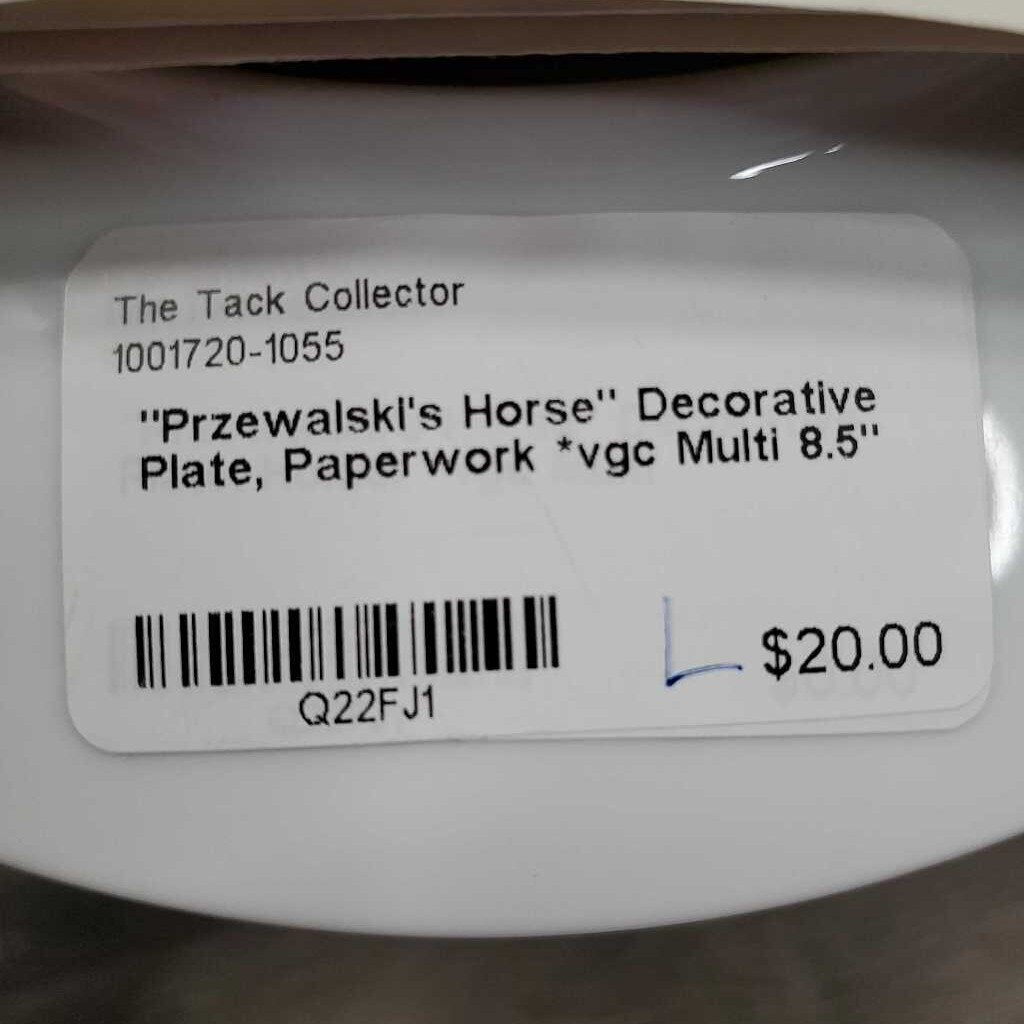 The Tack Collector
1001720-1055
"Przewalski's Horse" Decorative
Plate, Paperwork *vgc Multi 8.5"
L $20.00
Q22FJ1